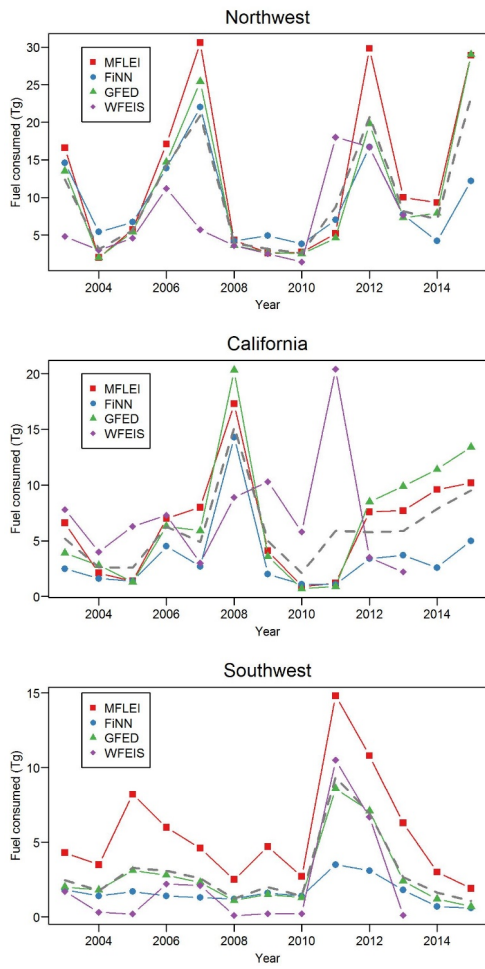 Northwest
Fuel consumed (Tg)
30
25
20
15
10
5
MFLEI
FiNN
GFED
WFEIS
2004 2006 2008 2010 2012 2014
Year
California
Fuel consumed (Tg)
20
15
10
5
0
MFLEI
FiNN
GFED
WFEIS
2004 2006 2008 2010 2012 2014
Year
Southwest
Fuel consumed (Tg)
15
10
5
0
MFLEI
FiNN
GFED
WFEIS
2004 2006 2008 2010 2012 2014
Year